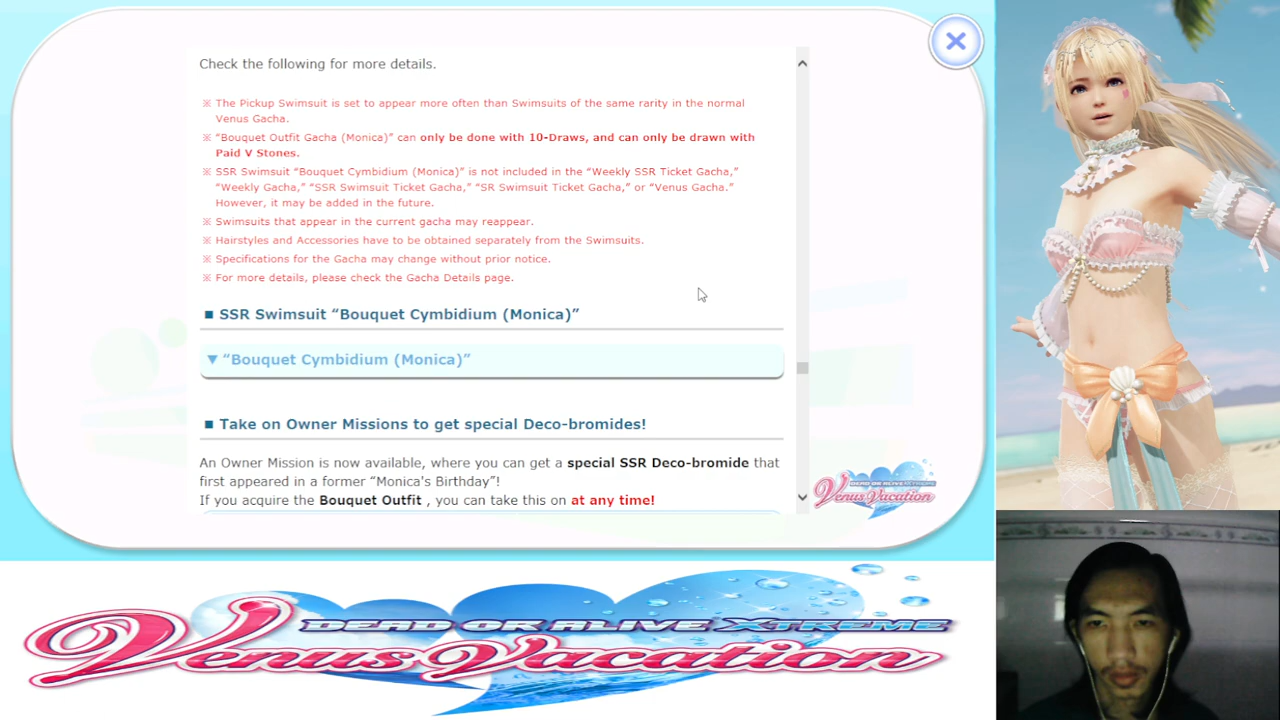 Check the following for more details.
※ The Pickup Swimsuit is set to appear more often than Swimsuits of the same rarity in the normal
Venus Gacha.
※ “Bouquet Outfit Gacha (Monica)” can only be done with 10-Draws, and can only be drawn with
Paid V Stones.
※ SSR Swimsuit “Bouquet Cymbidium (Monica)” is not included in the “Weekly SSR Ticket Gacha,”
“Weekly Gacha,” “SSR Swimsuit Ticket Gacha,” “SR Swimsuit Ticket Gacha,” or “Venus Gacha.”
However, it may be added in the future.
※ Swimsuits that appear in the current gacha may reappear.
※ Hairstyles and Accessories have to be obtained separately from the Swimsuits.
※ Specifications for the Gacha may change without prior notice.
※ For more details, please check the Gacha Details page.
■ SSR Swimsuit “Bouquet Cymbidium (Monica)”
▼ “Bouquet Cymbidium (Monica)”
■ Take on Owner Missions to get special Deco-bromides!
An Owner Mission is now available, where you can get a special SSR Deco-bromide that
first appeared in a former “Monica's Birthday”!
If you acquire the Bouquet Outfit , you can take this on at any time!
DEAD OR ALIVE XTREME
Venus Vacation
DEAD OR ALIVE XTREME
Venus Vacation